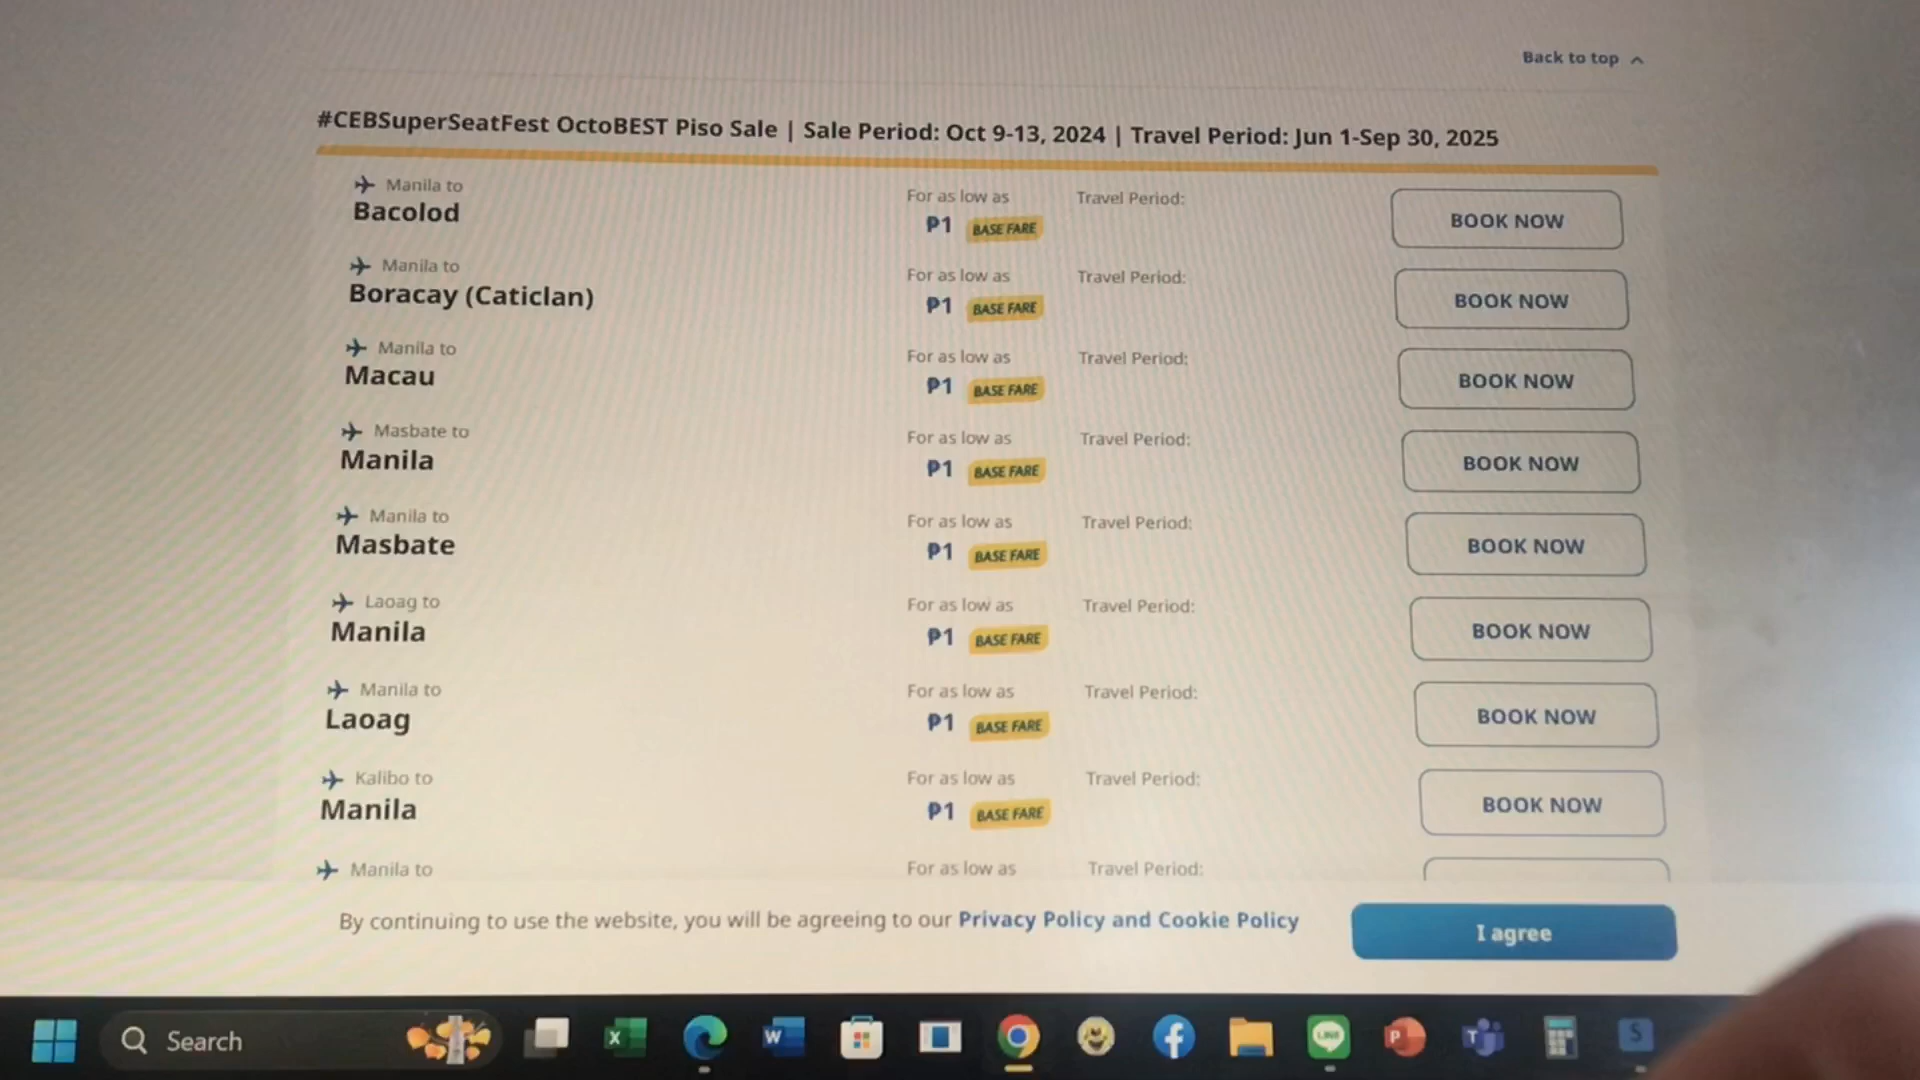 Back to top
#CEBSuperSeatFest OctoBEST Piso Sale | Sale Period: Oct 9-13, 2024 | Travel Period: Jun 1-Sep 30, 2025
Manila to
Bacolod
For as low as
₱1 BASE FARE
Travel Period:
BOOK NOW
Manila to
Boracay (Caticlan)
For as low as
₱1 BASE FARE
Travel Period:
BOOK NOW
Manila to
Macau
For as low as
₱1 BASE FARE
Travel Period:
BOOK NOW
Masbate to
Manila
For as low as
₱1 BASE FARE
Travel Period:
BOOK NOW
Manila to
Masbate
For as low as
₱1 BASE FARE
Travel Period:
BOOK NOW
Laoag to
Manila
For as low as
₱1 BASE FARE
Travel Period:
BOOK NOW
Manila to
Laoag
For as low as
₱1 BASE FARE
Travel Period:
BOOK NOW
Kalibo to
Manila
For as low as
₱1 BASE FARE
Travel Period:
BOOK NOW
Manila to
For as low as
Travel Period:
By continuing to use the website, you will be agreeing to our Privacy Policy and Cookie Policy
I agree
Search
X
W
LINE
P
T
S